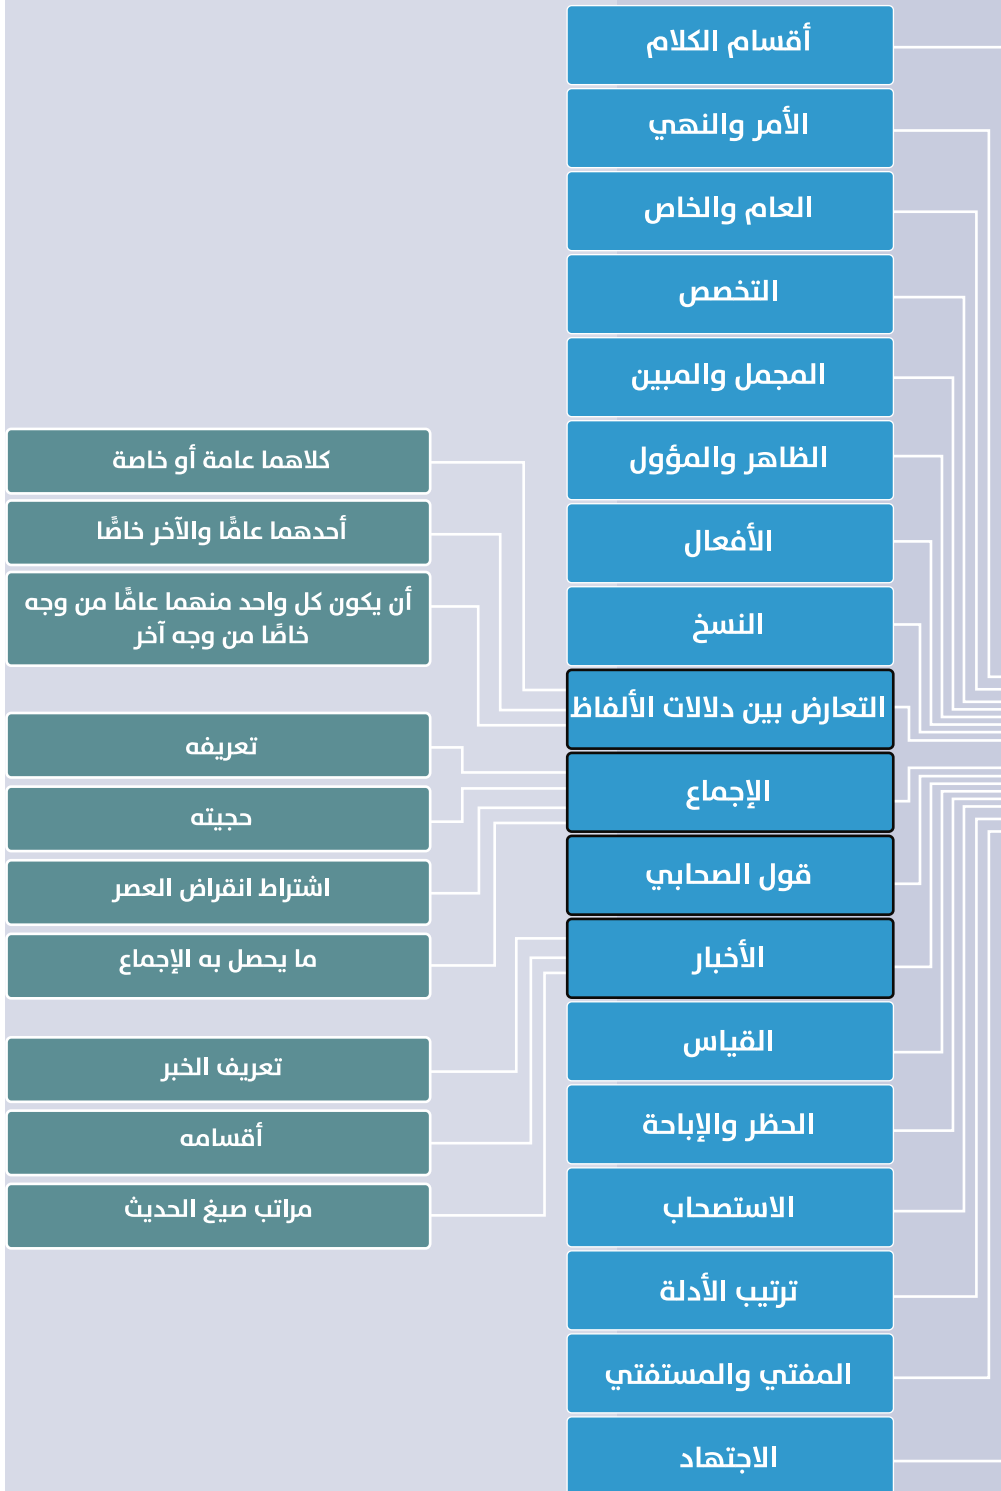 أقسام الكلام
الأمر والنهي
العام والخاص
التخصص
المجمل والمبين
الظاهر والمؤول
الأفعال
النسخ
التعارض بين دلالات الألفاظ
الإجماع
قول الصحابي
الأخبار
القياس
الحظر والإباحة
الاستصحاب
ترتيب الأدلة
المفتي والمستفتي
الاجتهاد
كلاهما عامة أو خاصة
أحدهما عامًّا والآخر خاصًّا
أن يكون كل واحد منهما عامًّا من وجه
خاصًا من وجه آخر
تعريفه
حجيته
اشتراط انقراض العصر
ما يحصل به الإجماع
تعريف الخبر
أقسامه
مراتب صيغ الحديث